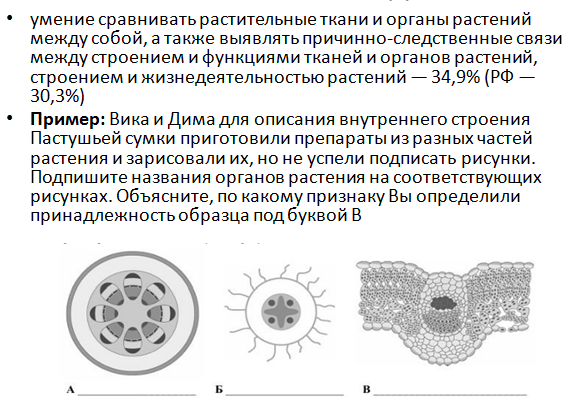 • умение сравнивать растительные ткани и органы растений
между собой, а также выявлять причинно-следственные связи
между строением и функциями тканей и органов растений,
строением и жизнедеятельностью растений — 34,9% (РФ —
30,3%)
• Пример: Вика и Дима для описания внутреннего строения
Пастушьей сумки приготовили препараты из разных частей
растения и зарисовали их, но не успели подписать рисунки.
Подпишите названия органов растения на соответствующих
рисунках. Объясните, по какому признаку Вы определили
принадлежность образца под буквой В
А ____________________ Б ____________________ В ____________________